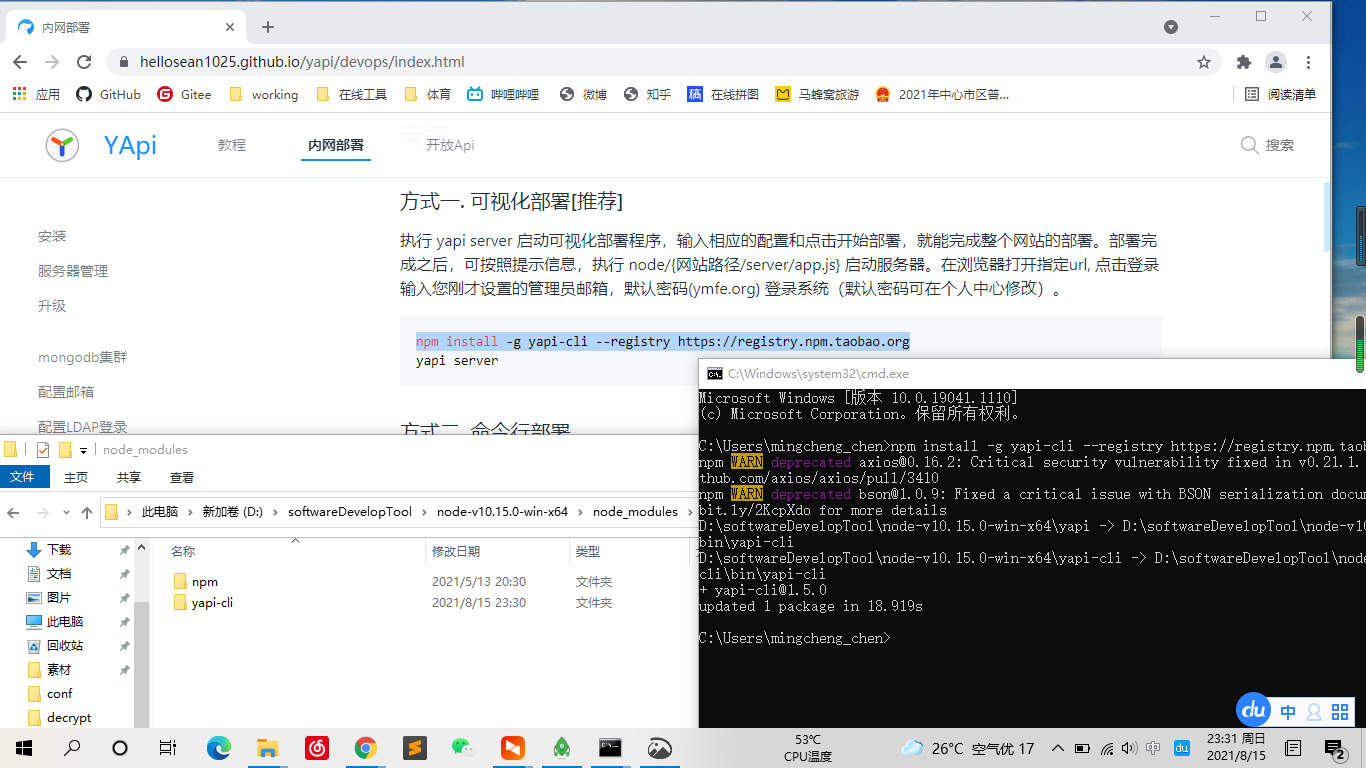 内网部署
hellosean1025.github.io/yapi/devops/index.html
应用 GitHub Gitee working 在线工具 体育 哔哩哔哩 微博 知乎 在线拼图 马蜂窝旅游 2021年中心市区普... 阅读清单
YApi 教程 内网部署 开放Api 搜索
安装
方式一. 可视化部署[推荐]
执行 yapi server 启动可视化部署程序，输入相应的配置和点击开始部署，就能完成整个网站的部署。部署完
成之后，可按照提示信息，执行 node/{网站路径/server/app.js} 启动服务器。在浏览器打开指定url, 点击登录
输入您刚才设置的管理员邮箱，默认密码(ymfe.org) 登录系统（默认密码可在个人中心修改）。
npm install -g yapi-cli --registry https://registry.npm.taobao.org
yapi server
方式二. 命令行部署
安装
服务器管理
升级
mongodb集群
配置邮箱
配置LDAP登录
node_modules
文件 主页 共享 查看
此电脑 新加卷 (D:) softwareDevelopTool node-v10.15.0-win-x64 node_modules
下载
文档
图片
此电脑
回收站
素材
conf
decrypt
名称 修改日期 类型
npm 2021/5/13 20:30 文件夹
yapi-cli 2021/8/15 23:30 文件夹
C:\Windows\system32\cmd.exe
Microsoft Windows [版本 10.0.19041.1110]
(c) Microsoft Corporation。保留所有权利。
C:\Users\mingcheng_chen>npm install -g yapi-cli --registry https://registry.npm.taob
npm WARN deprecated axios@0.16.2: Critical security vulnerability fixed in v0.21.1.
thub.com/axios/axios/pull/3410
npm WARN deprecated bson@1.0.9: Fixed a critical issue with BSON serialization docum
bit.ly/2KcpXdo for more details
D:\softwareDevelopTool\node-v10.15.0-win-x64\yapi -> D:\softwareDevelopTool\node-v10
bin\yapi-cli
D:\softwareDevelopTool\node-v10.15.0-win-x64\yapi-cli -> D:\softwareDevelopTool\node
cli\bin\yapi-cli
+ yapi-cli@1.5.0
updated 1 package in 18.919s
C:\Users\mingcheng_chen>
du 中
53℃
CPU温度
26°C 空气优 17
中 du
23:31 周日
2021/8/15
2